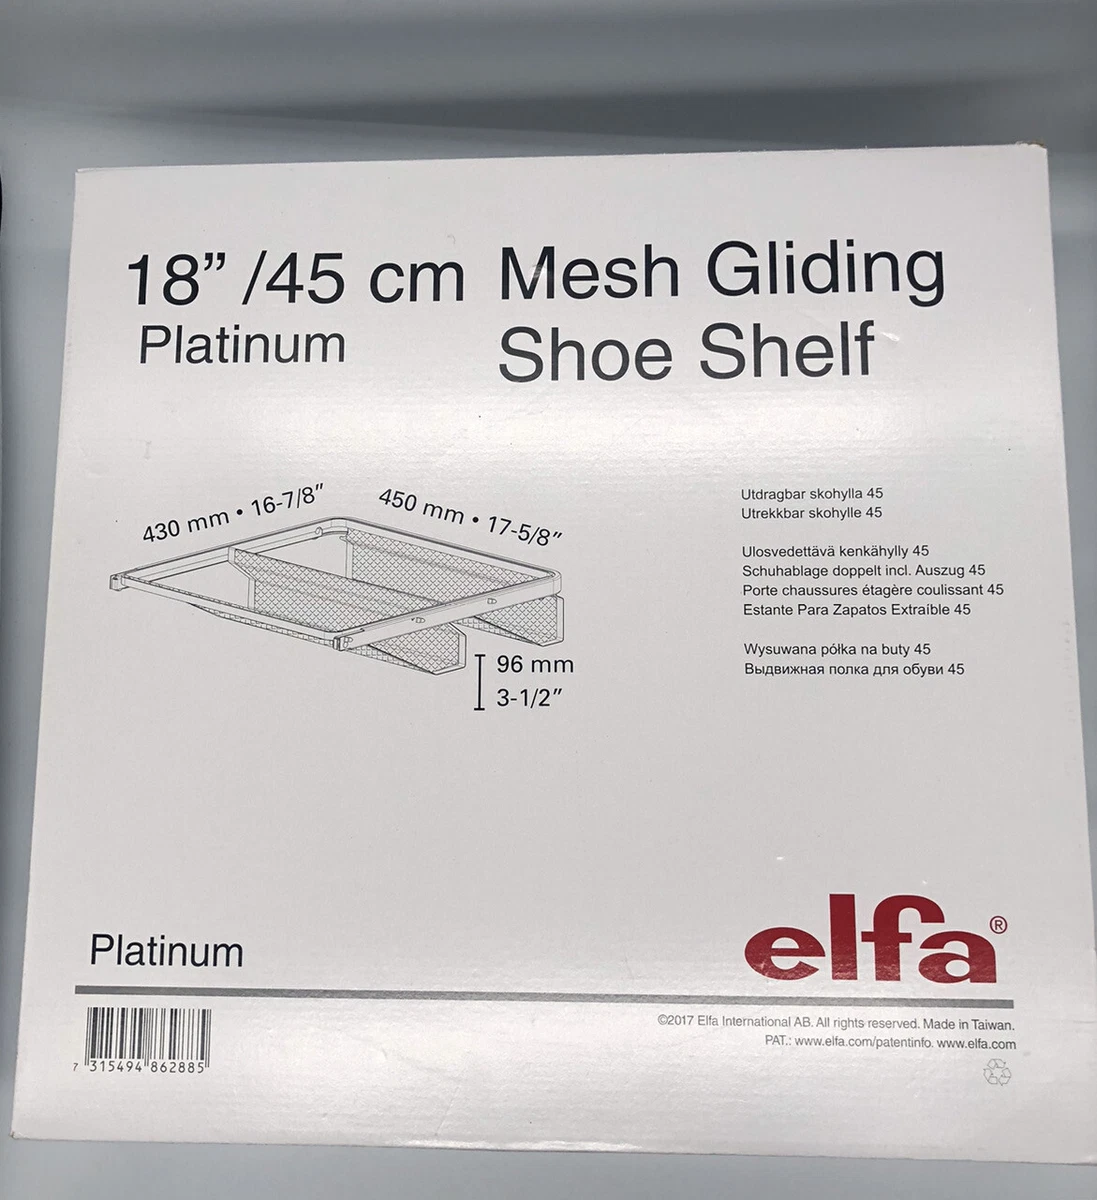 18” /45 cm Mesh Gliding
Platinum Shoe Shelf
430 mm • 16-7/8”
450 mm • 17-5/8”
96 mm
3-1/2”
Utdragbar skohylla 45
Utrekkbar skohylle 45
Ulosvedettävä kenkähylly 45
Schuhablage doppelt incl. Auszug 45
Porte chaussures étagère coulissant 45
Estante Para Zapatos Extraíble 45
Wysuwana półka na buty 45
Выдвижная полка для обуви 45
Platinum
elfa®
©2017 Elfa International AB. All rights reserved. Made in Taiwan.
PAT.: www.elfa.com/patentinfo. www.elfa.com
7 315494 862885